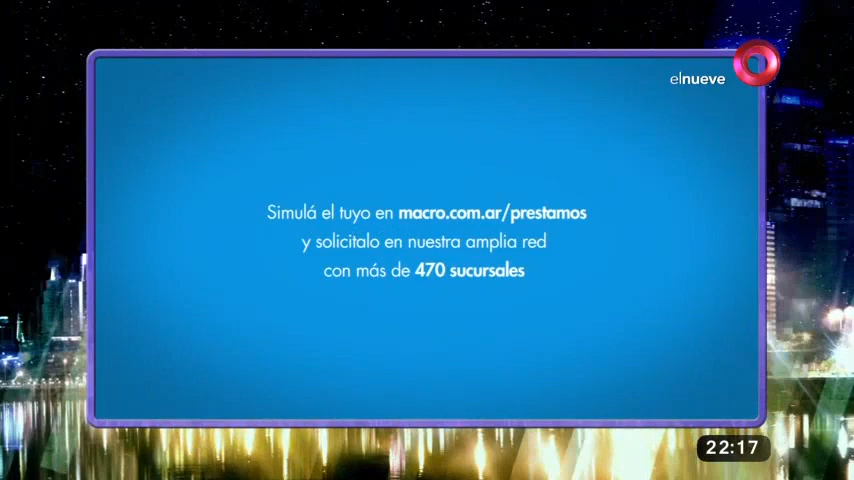 elnueve
Simulá el tuyo en macro.com.ar/prestamos
y solicitalo en nuestra amplia red
con más de 470 sucursales
22:17